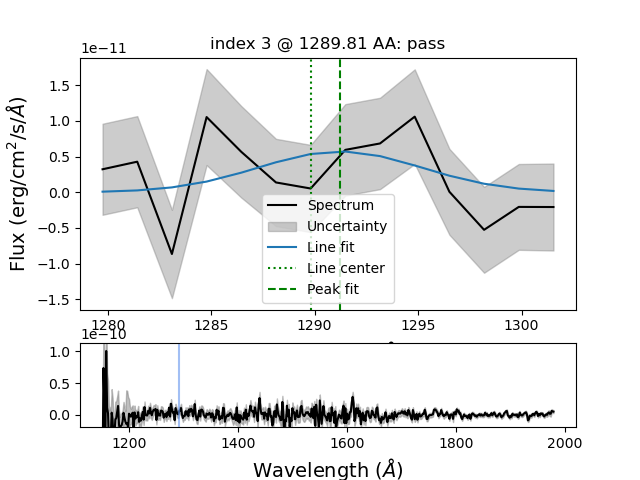 index 3 @ 1289.81 AA: pass
1e−11
1.5
1.0
0.5
0.0
−0.5
−1.0
−1.5
Flux (erg/cm²/s/Å)
Spectrum
Uncertainty
Line fit
Line center
Peak fit
1280 1285 1290 1295 1300
1e−10
1.0
0.5
0.0
1200 1400 1600 1800 2000
Wavelength (Å)